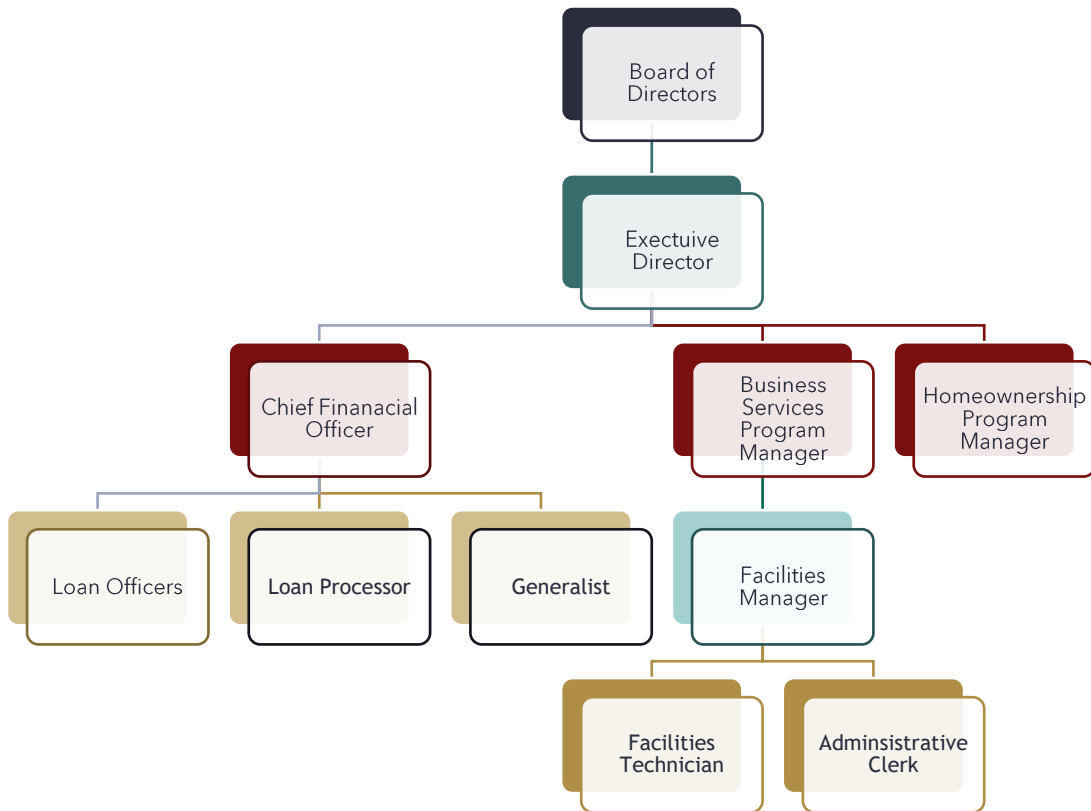 Board of
Directors
Exectuive
Director
Chief Finanacial
Officer
Business
Services
Program
Manager
Homeownership
Program
Manager
Loan Officers
Loan Processor
Generalist
Facilities
Manager
Facilities
Technician
Adminsistrative
Clerk